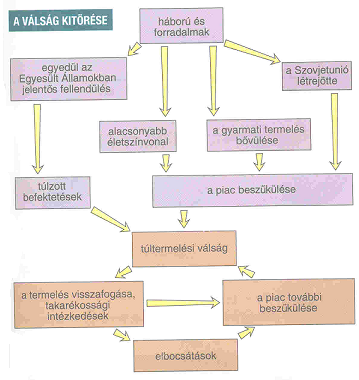 A VÁLSÁG KITÖRÉSE
háború és
forradalmak
egyedül az
Egyesült Államokban
jelentős fellendülés
a Szovjetunió
létrejötte
alacsonyabb
életszínvonal
a gyarmati termelés
bővülése
túlzott
befektetések
a piac beszűkülése
túltermelési válság
a termelés visszafogása,
takarékossági
intézkedések
a piac további
beszűkülése
elbocsátások